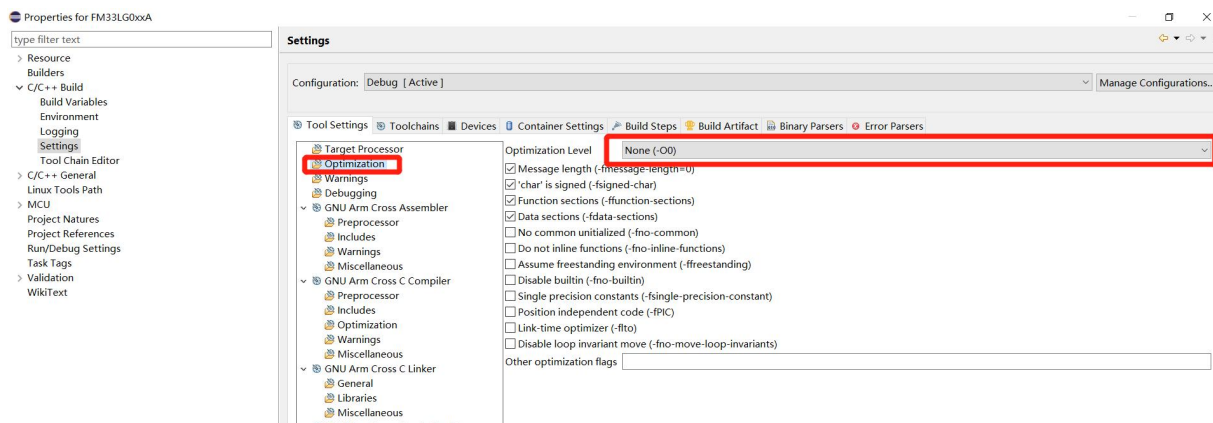 Properties for FM33LG0xxA
type filter text
Resource
Builders
C/C++ Build
Build Variables
Environment
Logging
Settings
Tool Chain Editor
C/C++ General
Linux Tools Path
MCU
Project Natures
Project References
Run/Debug Settings
Task Tags
Validation
WikiText
Settings
Configuration: Debug [ Active ]
Manage Configurations..
Tool Settings Toolchains Devices Container Settings Build Steps Build Artifact Binary Parsers Error Parsers
Target Processor
Optimization
Warnings
Debugging
GNU Arm Cross Assembler
Preprocessor
Includes
Warnings
Miscellaneous
GNU Arm Cross C Compiler
Preprocessor
Includes
Optimization
Warnings
Miscellaneous
GNU Arm Cross C Linker
General
Libraries
Miscellaneous
Optimization Level None (-O0)
Message length (-fmessage-length=0)
'char' is signed (-fsigned-char)
Function sections (-ffunction-sections)
Data sections (-fdata-sections)
No common unitialized (-fno-common)
Do not inline functions (-fno-inline-functions)
Assume freestanding environment (-ffreestanding)
Disable builtin (-fno-builtin)
Single precision constants (-fsingle-precision-constant)
Position independent code (-fPIC)
Link-time optimizer (-flto)
Disable loop invariant move (-fno-move-loop-invariants)
Other optimization flags